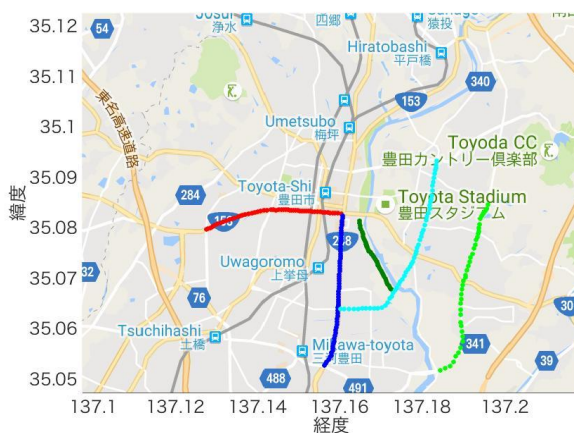 35.12
35.11
35.1
35.09
35.08
35.07
35.06
35.05
緯度
137.1
137.12
137.14
137.16
137.18
137.2
経度
54
浄水
四郷
猿投
Hiratobashi
平戸橋
340
153
東名高速道路
Umetsubo
梅坪
Toyoda CC
豊田カントリー倶楽部
284
Toyota-Shi
豊田市
Toyota Stadium
豊田スタジアム
Uwagoromo
上挙母
76
30
Tsuchihashi
土橋
Mikawa-toyota
三河豊田
341
39
488
491